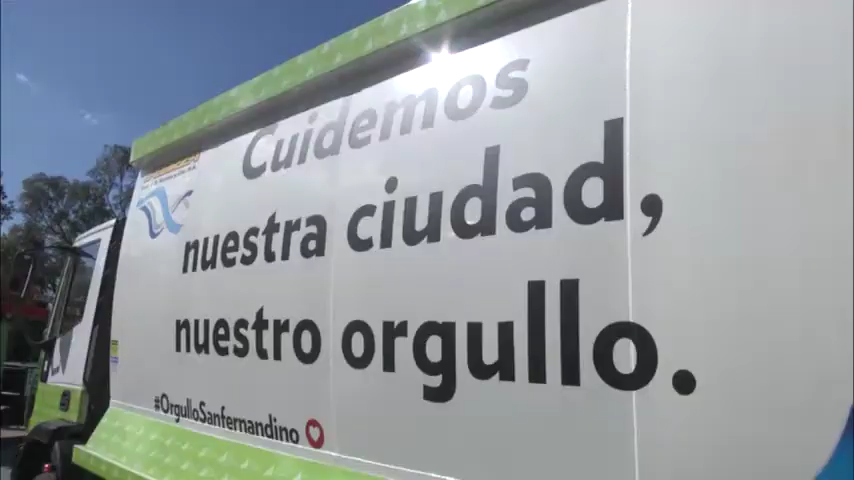 Cuidemos
nuestra ciudad,
nuestro orgullo.
#OrgulloSanfernandino